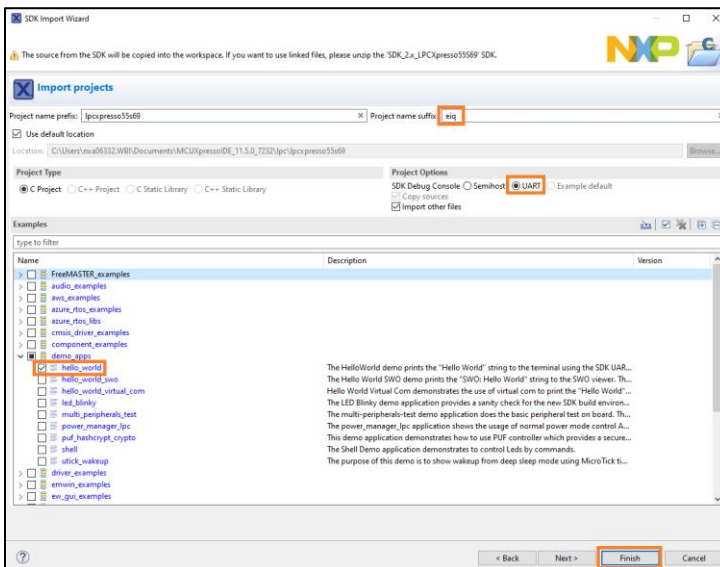 SDK Import Wizard
The source from the SDK will be copied into the workspace. If you want to use linked files, please unzip the 'SDK_2.x_LPCXpresso55S69' SDK.
NXP
Import projects
Project name prefix: lpcxpresso55s69 Project name suffix: eiq
Use default location
Location: C:\Users\nxa06332.WBI\Documents\MCUXpressoIDE_11.5.0_7232\lpc\lpcxpresso55s69 Browse...
Project Type Project Options
C Project C++ Project C Static Library C++ Static Library SDK Debug Console Semihost UART Example default
Copy sources
Import other files
Examples
type to filter
Name Description Version
FreeMASTER_examples
audio_examples
aws_examples
azure_rtos_examples
azure_rtos_libs
cmsis_driver_examples
component_examples
demo_apps
hello_world The HelloWorld demo prints the "Hello World" string to the terminal using the SDK UAR...
hello_world_swo The Hello World SWO demo prints the "SWO: Hello World" string to the SWO viewer. Th...
hello_world_virtual_com Hello World Virtual Com demonstrates the use of virtual com to print the "Hello World"...
led_blinky The LED Blinky demo application provides a sanity check for the new SDK build environ...
multi_peripherals_test The multi-peripherals-test demo application does the basic peripheral test on board. Th...
power_manager_lpc The power_manager_lpc application shows the usage of normal power mode control A...
puf_hashcrypt_crypto This demo application demonstrates how to use PUF controller which provides a secure...
shell The Shell Demo application demonstrates to control Leds by commands.
utick_wakeup The purpose of this demo is to show wakeup from deep sleep mode using MicroTick ti...
driver_examples
emwin_examples
ew_gui_examples
< Back Next > Finish Cancel